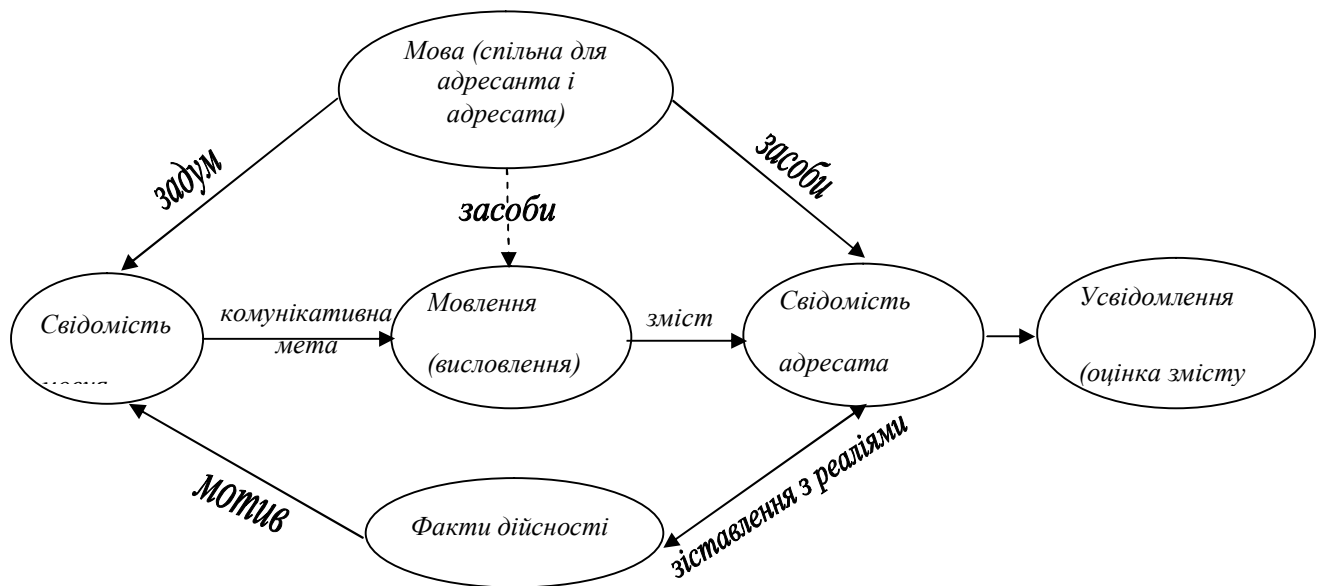 Мова (спільна для
адресанта і
адресата)
задум
засоби
засоби
Свідомість
комунікативна
мета
Мовлення
(висловлення)
зміст
Свідомість
адресата
Усвідомлення
(оцінка змісту
мотив
Факти дійсності
зіставлення з реаліями